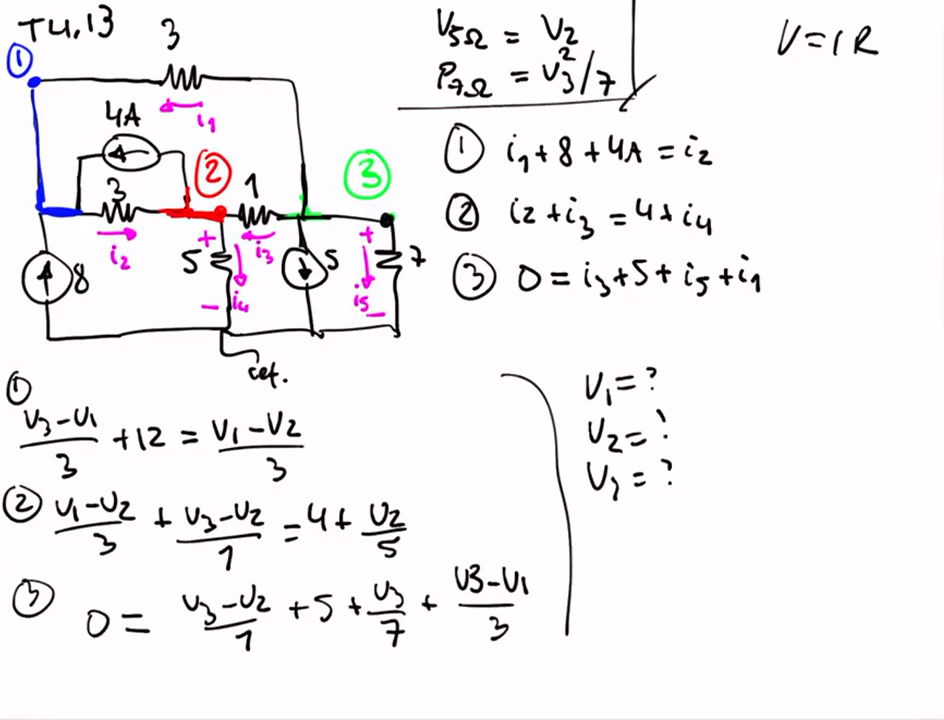 T4.13
①
3
i₁
4A
②
3
1
③
i₂
i₃
+
5
-
i₄
8
5
+
7
i₅
-
ref.
V5Ω = V₂
P7Ω = V₃²/7
V=iR
① i₁+8+4A=i₂
② i₂+i₃=4+i₄
③ 0=i₃+5+i₅+i₁
① (V₃-V₁)/3 +12 = (V₁-V₂)/3
② (V₁-V₂)/3 + (V₃-V₂)/1 = 4+ V₂/5
③ 0 = (V₃-V₂)/1 +5+ V₃/7 + (V3-V₁)/3
V₁=?
V₂=?
V₃=?